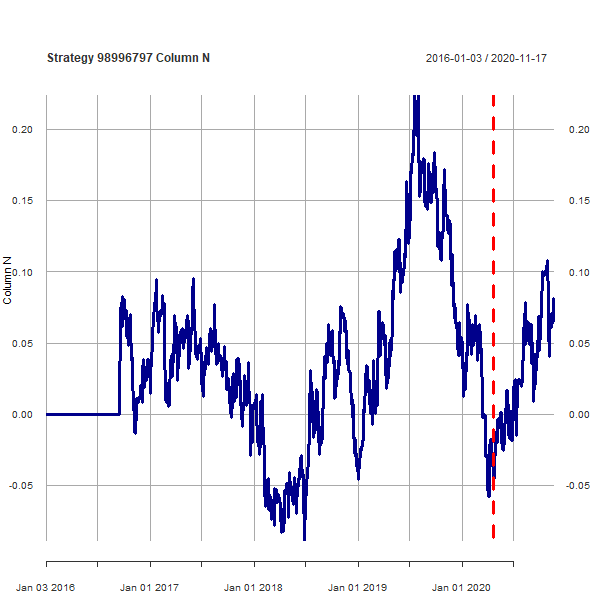 Strategy 98996797 Column N
2016-01-03 / 2020-11-17
Column N
0.20
0.15
0.10
0.05
0.00
-0.05
0.20
0.15
0.10
0.05
0.00
-0.05
Jan 03 2016
Jan 01 2017
Jan 01 2018
Jan 01 2019
Jan 01 2020